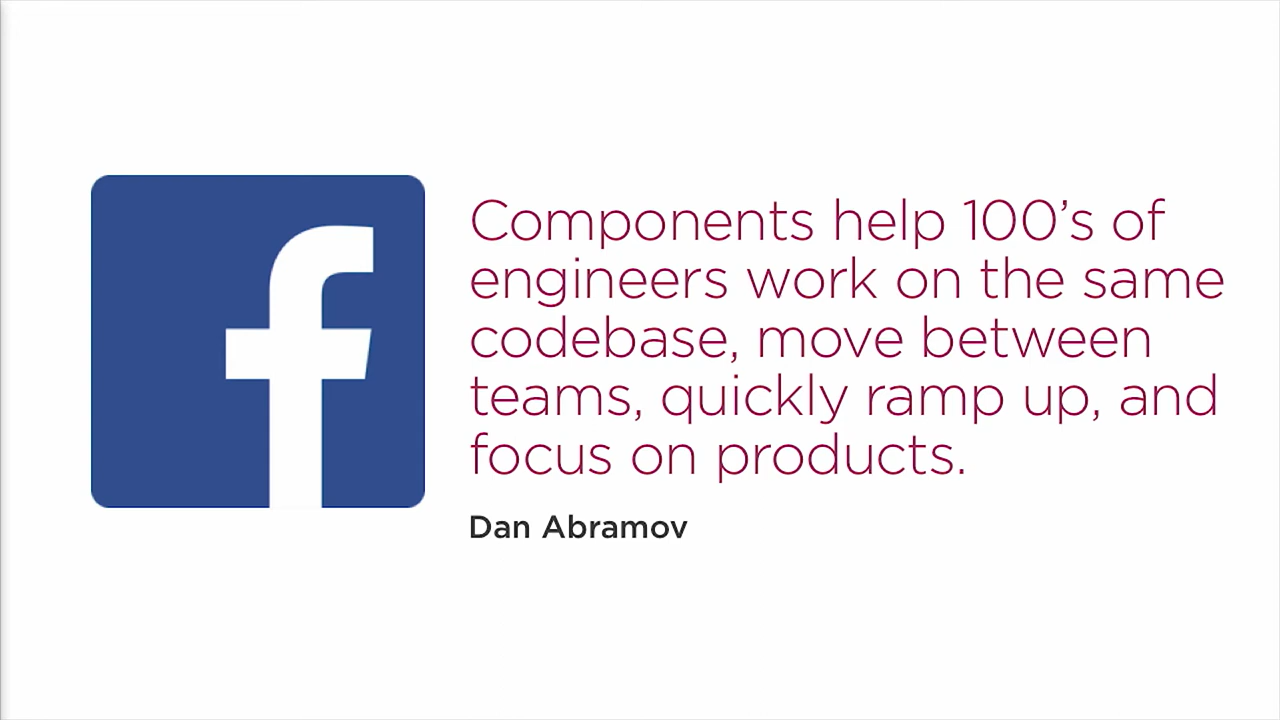 Components help 100’s of
engineers work on the same
codebase, move between
teams, quickly ramp up, and
focus on products.
Dan Abramov